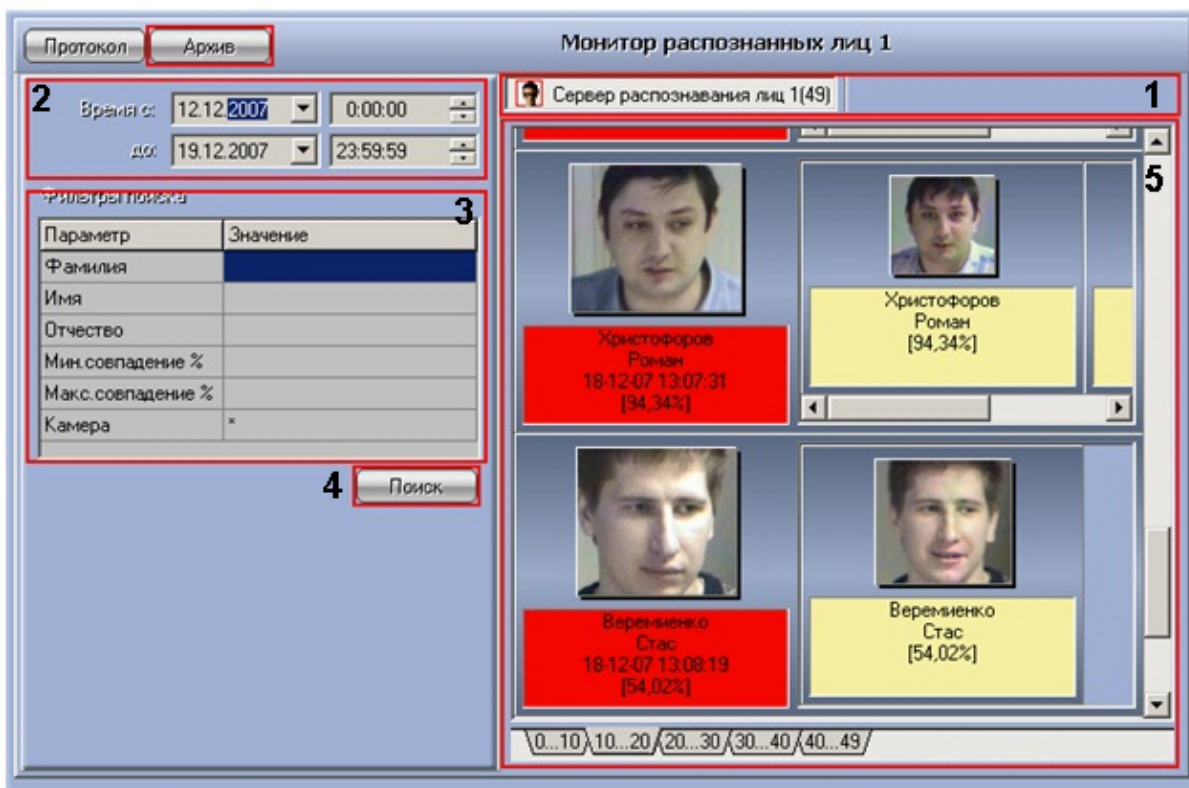 Протокол Архив Монитор распознанных лиц 1
2
Время с: 12.12.2007 0:00:00
до: 19.12.2007 23:59:59
Фильтры поиска
3
Параметр Значение
Фамилия
Имя
Отчество
Мин.совпадение %
Макс.совпадение %
Камера *
4 Поиск
Сервер распознавания лиц 1(49) 1
5
Христофоров
Роман
18-12-07 13:07:31
[94,34%]
Христофоров
Роман
[94,34%]
Веремиенко
Стас
18-12-07 13:08:19
[54,02%]
Веремиенко
Стас
[54,02%]
0...10 10...20 20...30 30...40 40...49